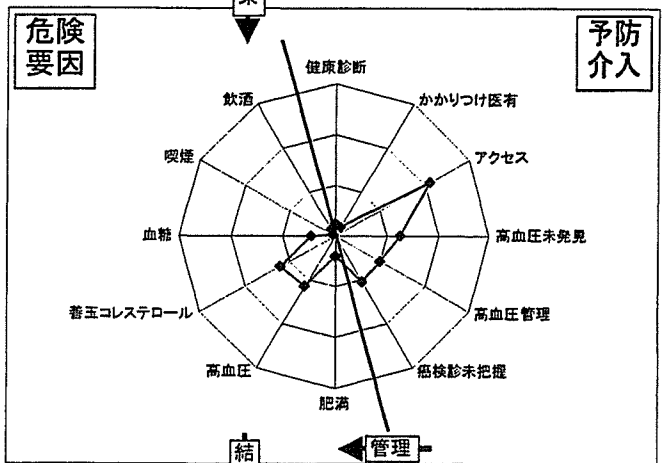 危険
要因
予防
介入
健康診断
かかりつけ医有
アクセス
高血圧未発見
高血圧管理
癌検診未把握
肥満
高血圧
善玉コレステロール
血糖
喫煙
飲酒
結
管理